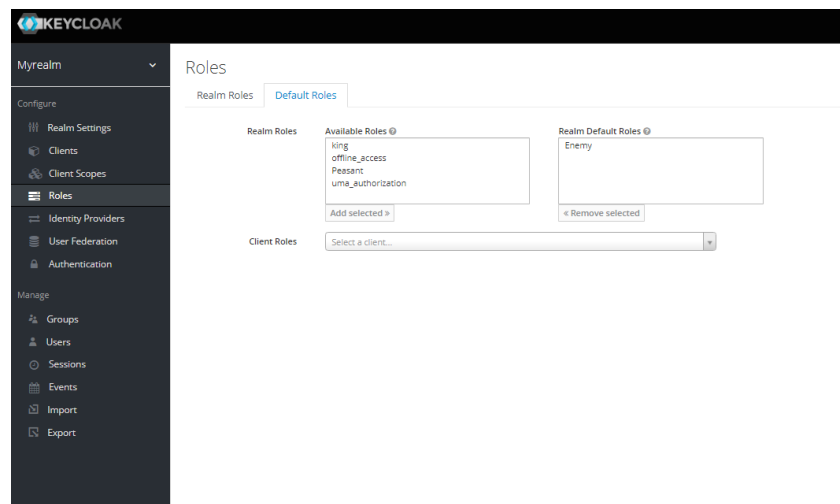 KEYCLOAK
Myrealm
Configure
Realm Settings
Clients
Client Scopes
Roles
Identity Providers
User Federation
Authentication
Manage
Groups
Users
Sessions
Events
Import
Export
Roles
Realm Roles Default Roles
Realm Roles
Available Roles
king
offline_access
Peasant
uma_authorization
Add selected »
Realm Default Roles
Enemy
« Remove selected
Client Roles
Select a client...